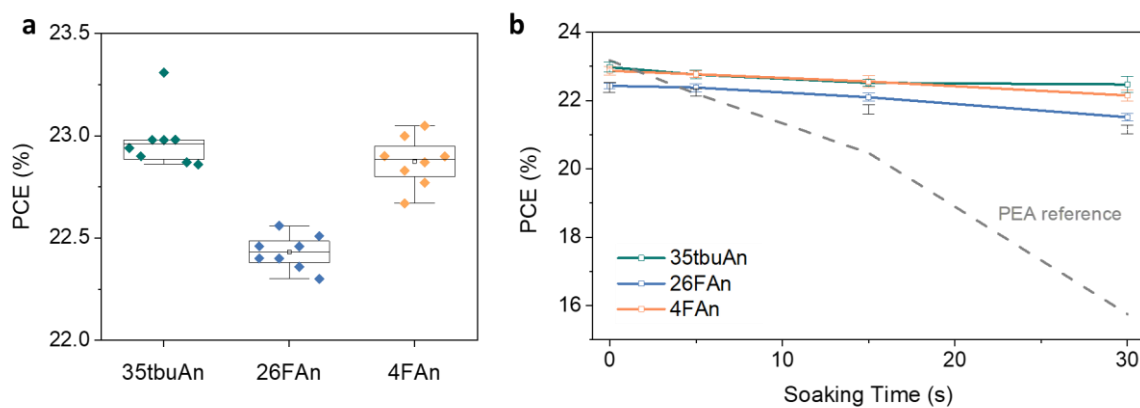 a
23.5
23.0
22.5
22.0
PCE (%)
35tbuAn 26FAn 4FAn
b
24
22
20
18
16
PCE (%)
PEA reference
35tbuAn
26FAn
4FAn
0 10 20 30
Soaking Time (s)